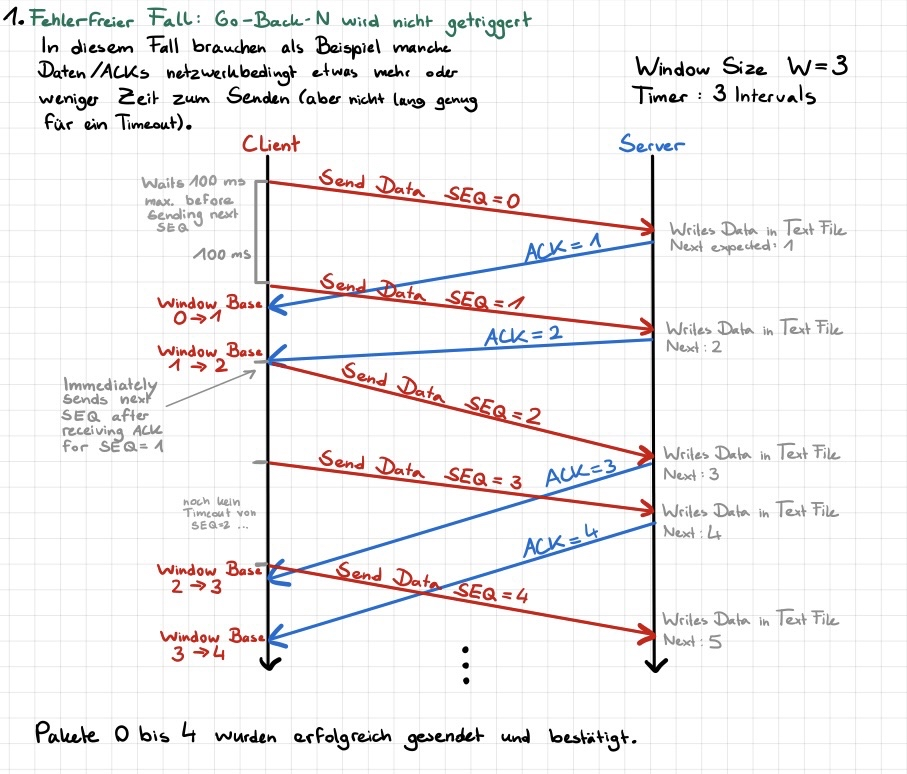 1. Fehlerfreier Fall: Go-Back-N wird nicht getriggert
In diesem Fall brauchen als Beispiel manche
Daten/ACKs netzwerkbedingt etwas mehr oder
weniger Zeit zum Senden (aber nicht lang genug
für ein Timeout).
Window Size W=3
Timer: 3 Intervals
Client
Server
Waits 100 ms
max. before
sending next
SEQ
100 ms
Send Data SEQ=0
Writes Data in Text File
Next expected: 1
ACK=1
Send Data SEQ=1
Window Base
0→1
Writes Data in Text File
Next: 2
ACK=2
Window Base
1→2
Immediately
sends next
SEQ after
receiving ACK
for SEQ=1
Send Data SEQ=2
Writes Data in Text File
Next: 3
ACK=3
Send Data SEQ=3
noch kein
Timeout von
SEQ=2 ...
Writes Data in Text File
Next: 4
ACK=4
Window Base
2→3
Send Data SEQ=4
Writes Data in Text File
Next: 5
Window Base
3→4
Pakete 0 bis 4 wurden erfolgreich gesendet und bestätigt.